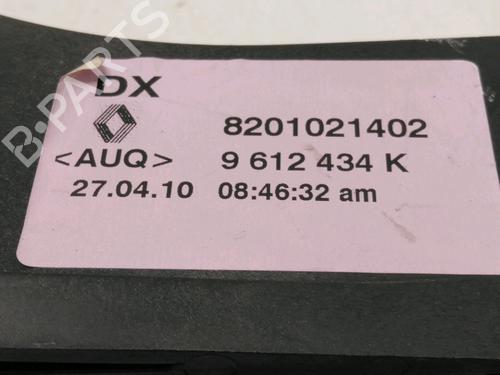 B-PARTS
DX
8201021402
<AUQ> 9 612 434 K
27.04.10 08:46:32 am